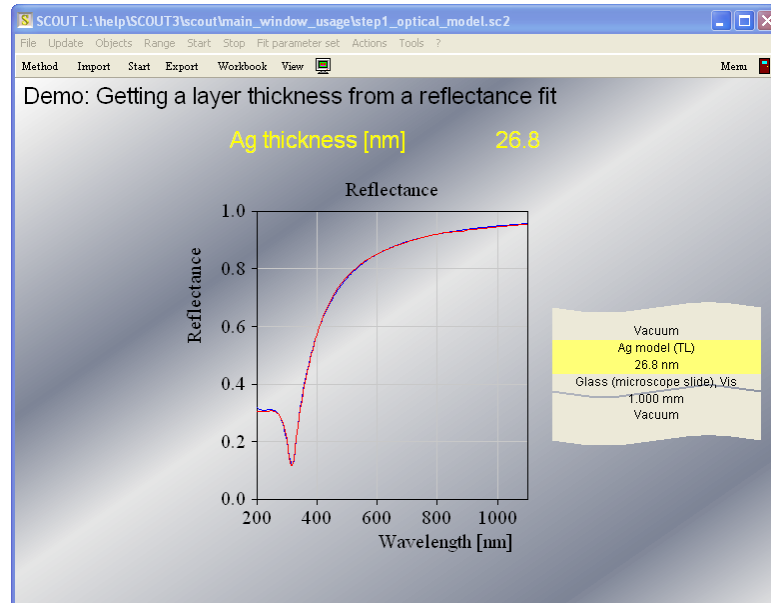 SCOUT L:\help\SCOUT3\scout\main_window_usage\step1_optical_model.sc2
File Update Objects Range Start Stop Fit parameter set Actions Tools ?
Method Import Start Export Workbook View Menu
Demo: Getting a layer thickness from a reflectance fit
Ag thickness [nm] 26.8
Reflectance
1.0
0.8
0.6
0.4
0.2
0.0
Reflectance
200 400 600 800 1000
Wavelength [nm]
Vacuum
Ag model (TL)
26.8 nm
Glass (microscope slide), Vis
1.000 mm
Vacuum